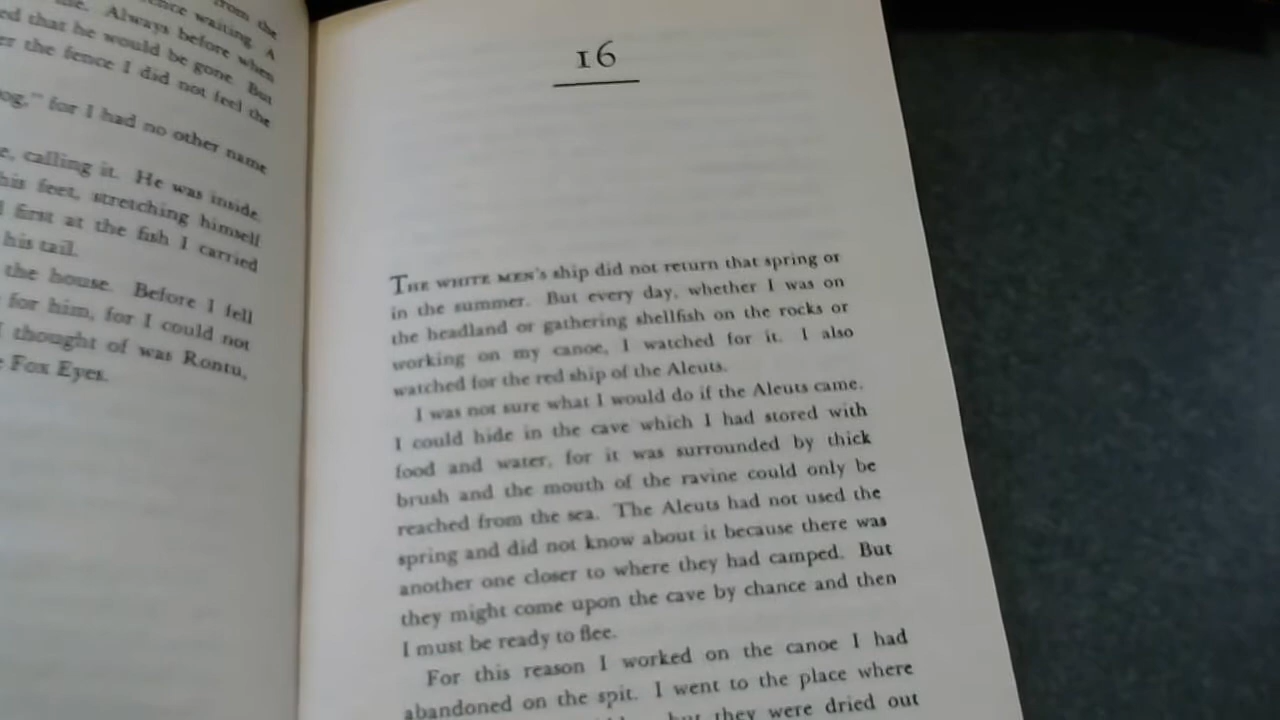 from the
ence waiting. A
me. Always before when
ed that he would be gone. But
er the fence I did not feel the
og," for I had no other name
e, calling it. He was inside.
his feet, stretching himself
first at the fish I carried
his tail.
the house. Before I fell
for him, for I could not
I thought of was Rontu,
Fox Eyes.
16
THE WHITE MEN's ship did not return that spring or
in the summer. But every day, whether I was on
the headland or gathering shellfish on the rocks or
working on my canoe, I watched for it. I also
watched for the red ship of the Aleuts.
I was not sure what I would do if the Aleuts came.
I could hide in the cave which I had stored with
food and water, for it was surrounded by thick
brush and the mouth of the ravine could only be
reached from the sea. The Aleuts had not used the
spring and did not know about it because there was
another one closer to where they had camped. But
they might come upon the cave by chance and then
I must be ready to flee.
For this reason I worked on the canoe I had
abandoned on the spit. I went to the place where
but they were dried out